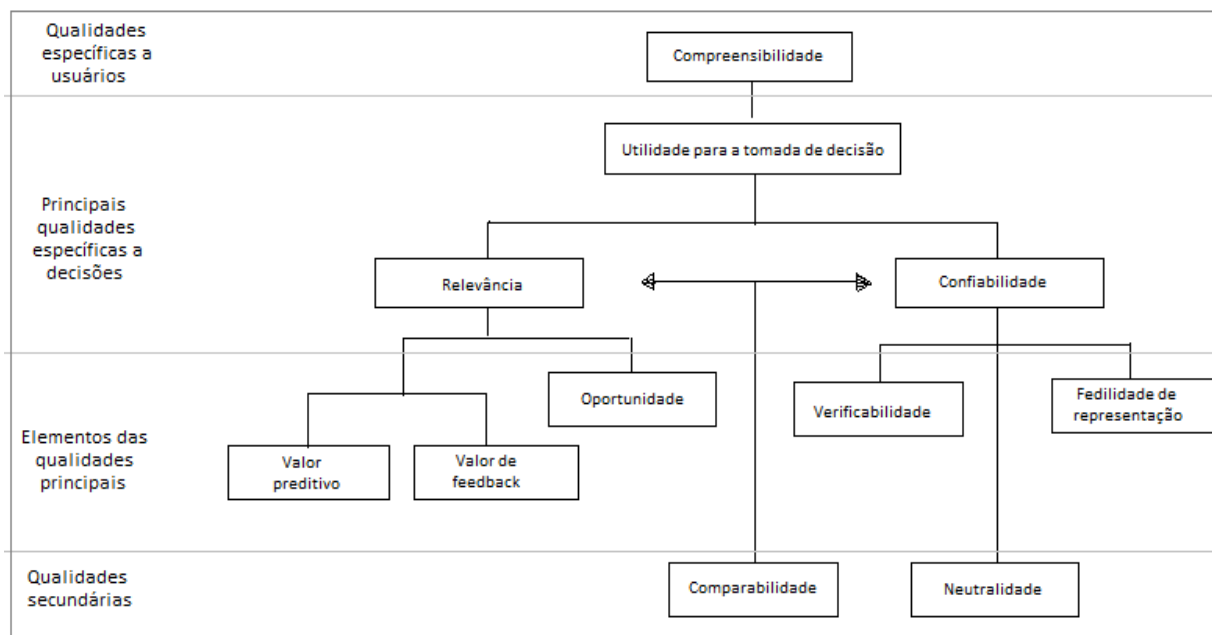 Qualidades
específicas a
usuários
Compreensibilidade
Utilidade para a tomada de decisão
Principais
qualidades
específicas a
decisões
Relevância
Confiabilidade
Elementos das
qualidades
principais
Oportunidade
Verificabilidade
Fedilidade de
representação
Valor
preditivo
Valor de
feedback
Qualidades
secundárias
Comparabilidade
Neutralidade